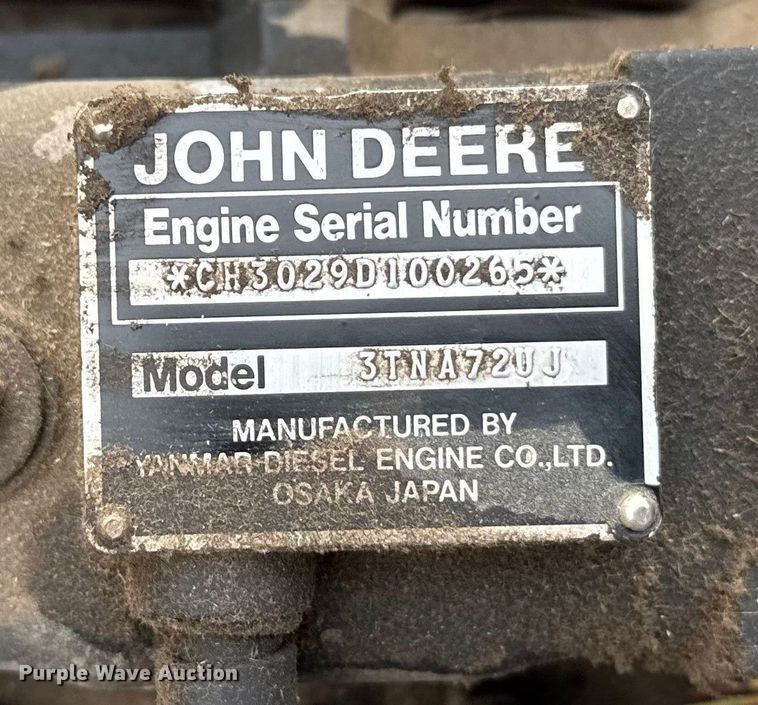 JOHN DEERE
Engine Serial Number
*CH3029D100265*
Model 3TNA72UJ
MANUFACTURED BY
YANMAR DIESEL ENGINE CO.,LTD.
OSAKA JAPAN
Purple Wave Auction